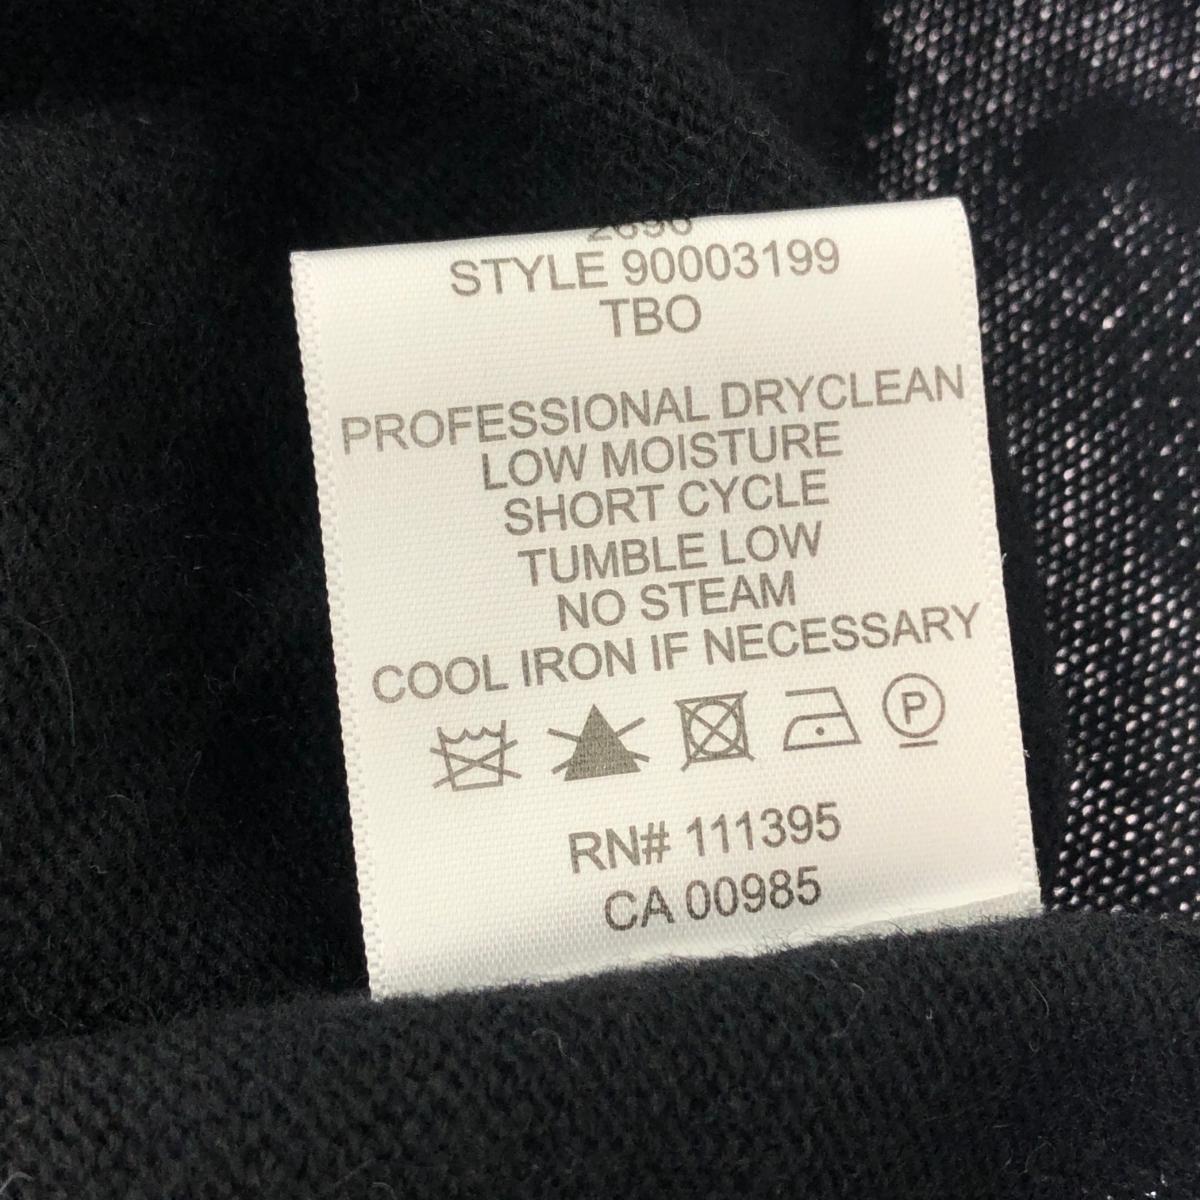 STYLE 90003199
TBO
PROFESSIONAL DRYCLEAN
LOW MOISTURE
SHORT CYCLE
TUMBLE LOW
NO STEAM
COOL IRON IF NECESSARY
P
RN# 111395
CA 00985